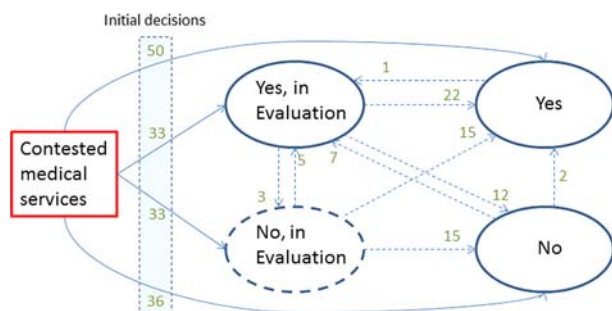 Initial decisions
50
1
Yes, in
Evaluation
22
Yes
33
15
Contested
medical
services
5
7
3
12
2
33
No, in
Evaluation
15
No
36